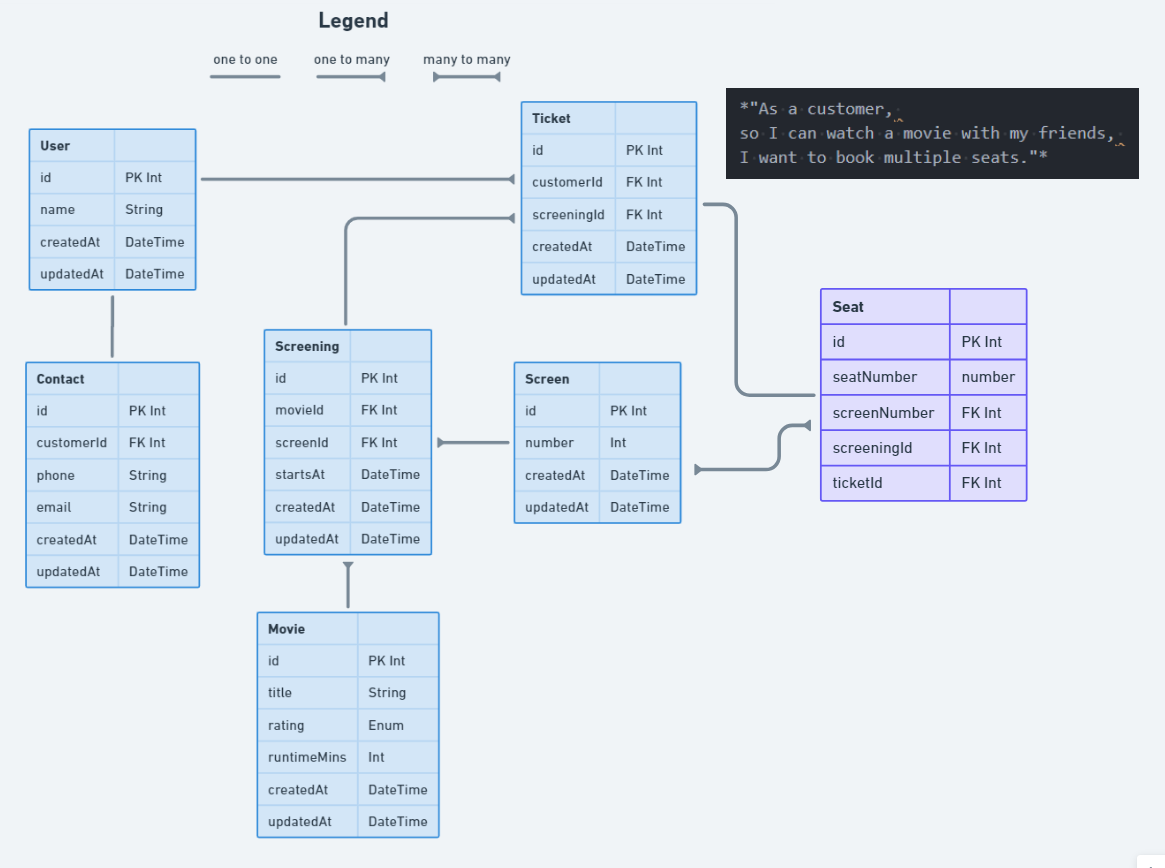 Legend
one to one
one to many
many to many
*"As a customer,
so I can watch a movie with my friends,
I want to book multiple seats."*
User
id PK Int
name String
createdAt DateTime
updatedAt DateTime
Contact
id PK Int
customerId FK Int
phone String
email String
createdAt DateTime
updatedAt DateTime
Ticket
id PK Int
customerId FK Int
screeningId FK Int
createdAt DateTime
updatedAt DateTime
Screening
id PK Int
movieId FK Int
screenId FK Int
startsAt DateTime
createdAt DateTime
updatedAt DateTime
Screen
id PK Int
number Int
createdAt DateTime
updatedAt DateTime
Seat
id PK Int
seatNumber number
screenNumber FK Int
screeningId FK Int
ticketId FK Int
Movie
id PK Int
title String
rating Enum
runtimeMins Int
createdAt DateTime
updatedAt DateTime